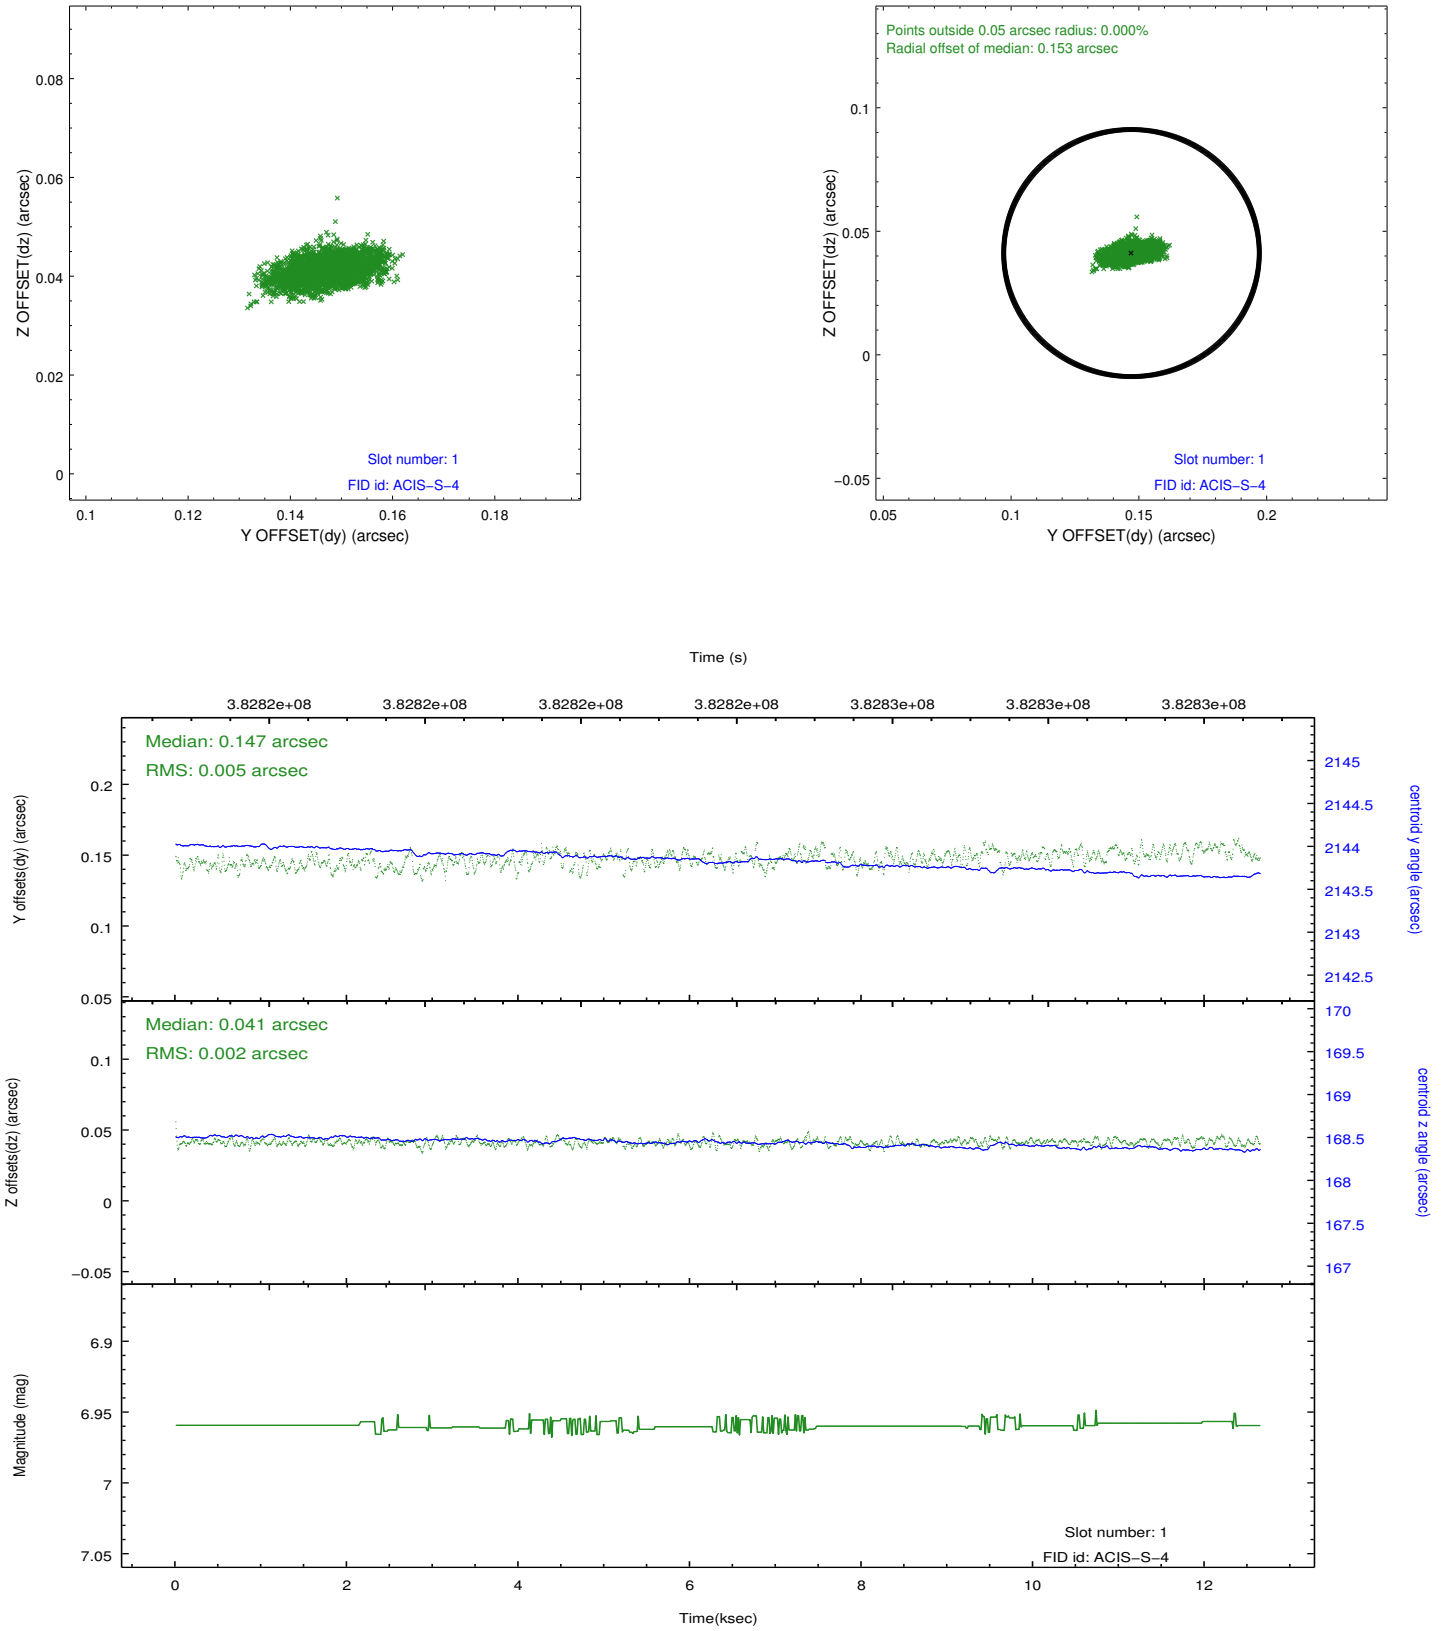 0.08
0.06
0.04
0.02
0
0.1
0.12
0.14
0.16
0.18
Z OFFSET(dz) (arcsec)
Y OFFSET(dy) (arcsec)
Slot number: 1
FID id: ACIS−S−4
Points outside 0.05 arcsec radius: 0.000%
Radial offset of median: 0.153 arcsec
0.1
0.05
0
−0.05
0.05
0.1
0.15
0.2
Z OFFSET(dz) (arcsec)
Y OFFSET(dy) (arcsec)
Slot number: 1
FID id: ACIS−S−4
Time (s)
3.8282e+08
3.8282e+08
3.8282e+08
3.8282e+08
3.8283e+08
3.8283e+08
3.8283e+08
Median: 0.147 arcsec
RMS: 0.005 arcsec
0.2
0.15
0.1
0.05
Y offsets(dy) (arcsec)
2145
2144.5
2144
2143.5
2143
2142.5
centroid y angle (arcsec)
Median: 0.041 arcsec
RMS: 0.002 arcsec
0.1
0.05
0
−0.05
Z offsets(dz) (arcsec)
170
169.5
169
168.5
168
167.5
167
centroid z angle (arcsec)
6.9
6.95
7
7.05
Magnitude (mag)
Slot number: 1
FID id: ACIS−S−4
0
2
4
6
8
10
12
Time(ksec)